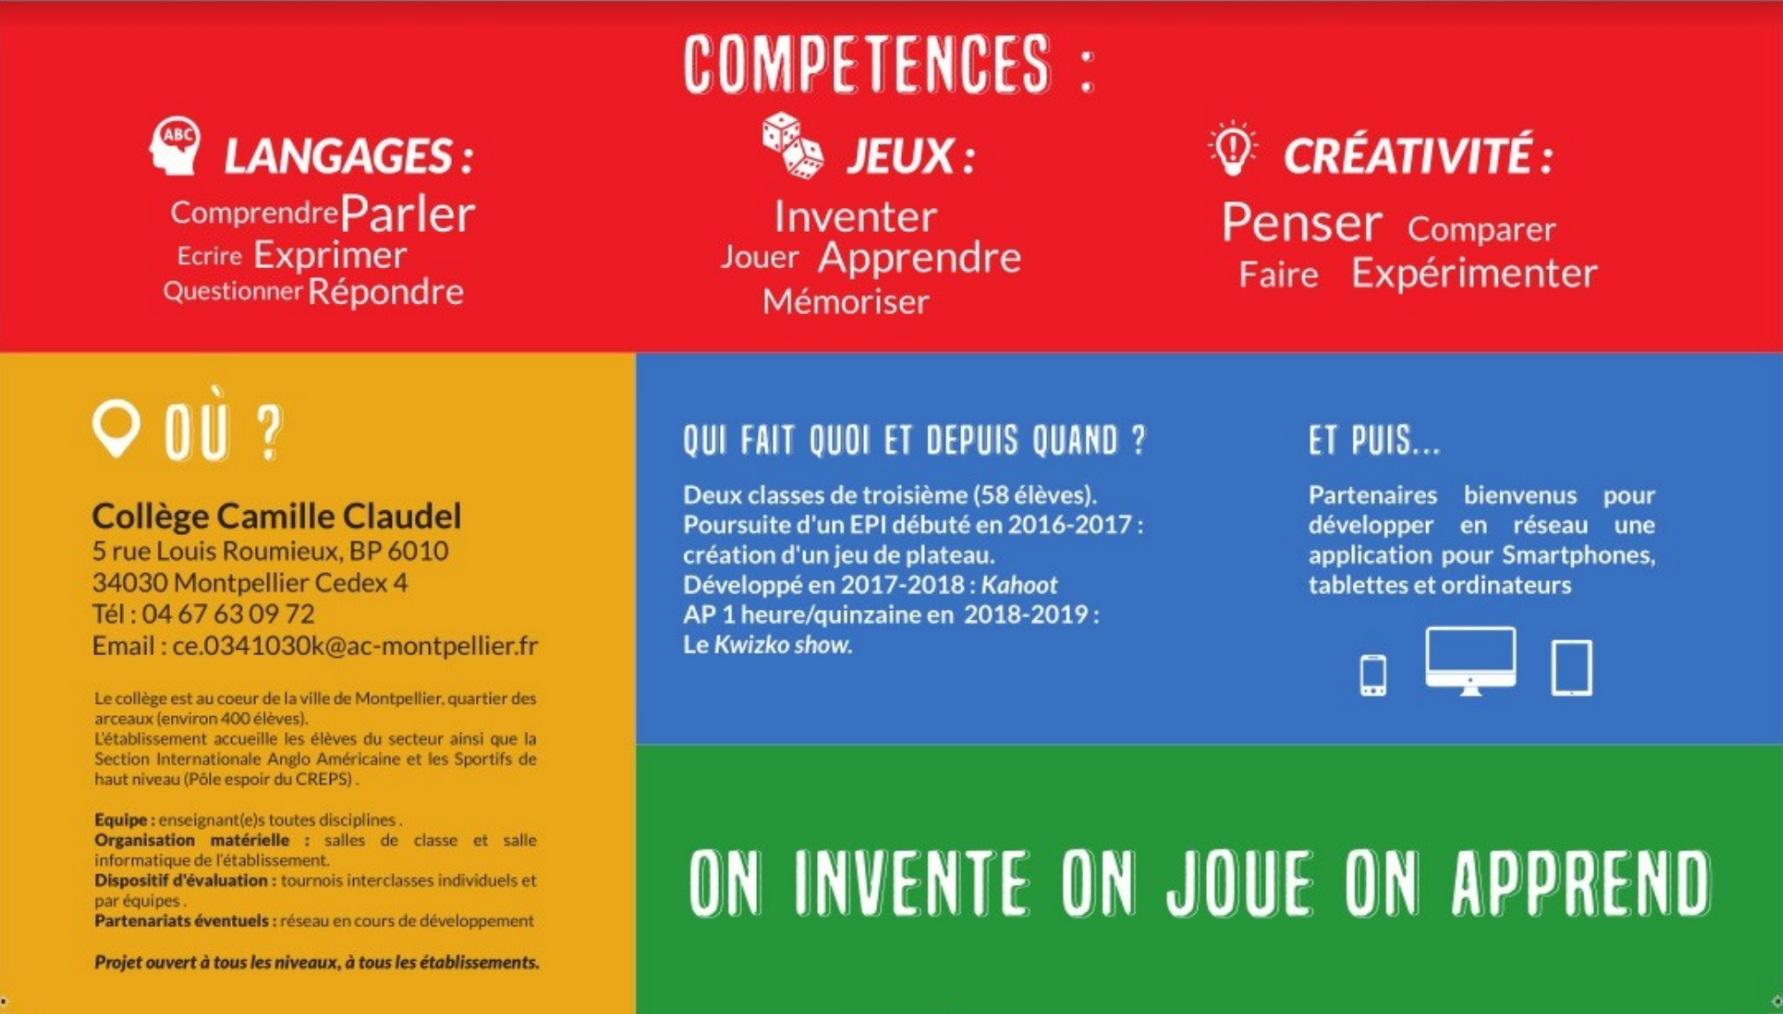 COMPETENCES :
ABC
LANGAGES :
Comprendre Parler
Ecrire Exprimer
Questionner Répondre
JEUX :
Inventer
Jouer Apprendre
Mémoriser
CRÉATIVITÉ :
Penser Comparer
Faire Expérimenter
OÙ ?
Collège Camille Claudel
5 rue Louis Roumieux, BP 6010
34030 Montpellier Cedex 4
Tél : 04 67 63 09 72
Email : ce.0341030k@ac-montpellier.fr
Le collège est au coeur de la ville de Montpellier, quartier des
arceaux (environ 400 élèves).
L'établissement accueille les élèves du secteur ainsi que la
Section Internationale Anglo Américaine et les Sportifs de
haut niveau (Pôle espoir du CREPS) .
Equipe : enseignant(e)s toutes disciplines .
Organisation matérielle : salles de classe et salle
informatique de l'établissement.
Dispositif d'évaluation : tournois interclasses individuels et
par équipes .
Partenariats éventuels : réseau en cours de développement
Projet ouvert à tous les niveaux, à tous les établissements.
QUI FAIT QUOI ET DEPUIS QUAND ?
Deux classes de troisième (58 élèves).
Poursuite d'un EPI débuté en 2016-2017 :
création d'un jeu de plateau.
Développé en 2017-2018 : Kahoot
AP 1 heure/quinzaine en 2018-2019 :
Le Kwizko show.
ET PUIS...
Partenaires bienvenus pour
développer en réseau une
application pour Smartphones,
tablettes et ordinateurs
ON INVENTE ON JOUE ON APPREND